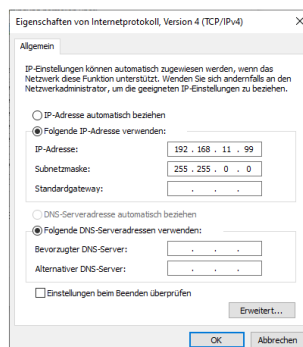 Eigenschaften von Internetprotokoll, Version 4 (TCP/IPv4)
Allgemein
IP-Einstellungen können automatisch zugewiesen werden, wenn das
Netzwerk diese Funktion unterstützt. Wenden Sie sich andernfalls an den
Netzwerkadministrator, um die geeigneten IP-Einstellungen zu beziehen.
IP-Adresse automatisch beziehen
Folgende IP-Adresse verwenden:
IP-Adresse: 192 . 168 . 11 . 99
Subnetzmaske: 255 . 255 . 0 . 0
Standardgateway: . . .
DNS-Serveradresse automatisch beziehen
Folgende DNS-Serveradressen verwenden:
Bevorzugter DNS-Server: . . .
Alternativer DNS-Server: . . .
Einstellungen beim Beenden überprüfen
Erweitert...
OK Abbrechen